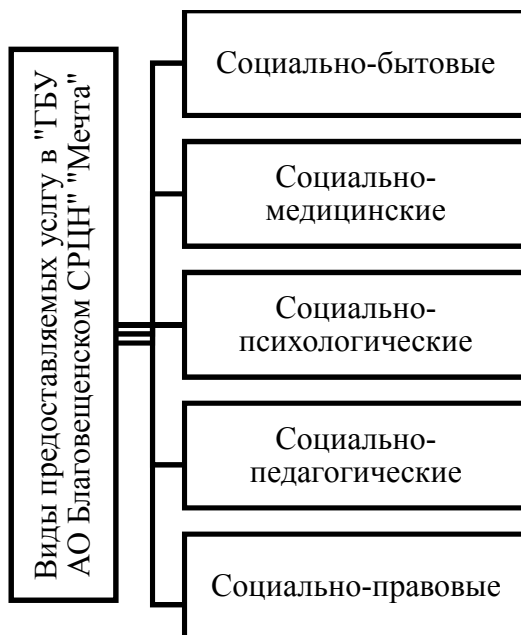 Виды предоставляемых услгу в "ГБУ
АО Благовещенском СРЦН" "Мечта"
Социально-бытовые
Социально-
медицинские
Социально-
психологические
Социально-
педагогические
Социально-правовые